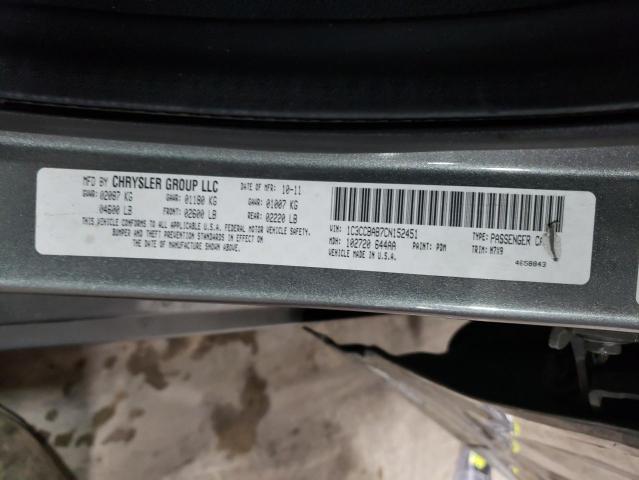 MFD BY CHRYSLER GROUP LLC DATE OF MFR: 10-11
GVWR: 02087 KG GAWR: 01180 KG GAWR: 01007 KG
04600 LB FRONT: 02600 LB REAR: 02220 LB
THIS VEHICLE CONFORMS TO ALL APPLICABLE U.S.A. FEDERAL MOTOR VEHICLE SAFETY,
BUMPER AND THEFT PREVENTION STANDARDS IN EFFECT ON
THE DATE OF MANUFACTURE SHOWN ABOVE.
VIN: 1C3CCBAB7CN152451 TYPE: PASSENGER
MDH: 102720 644AA PAINT: PDM TRIM: M7X9
VEHICLE MADE IN U.S.A. 4658843